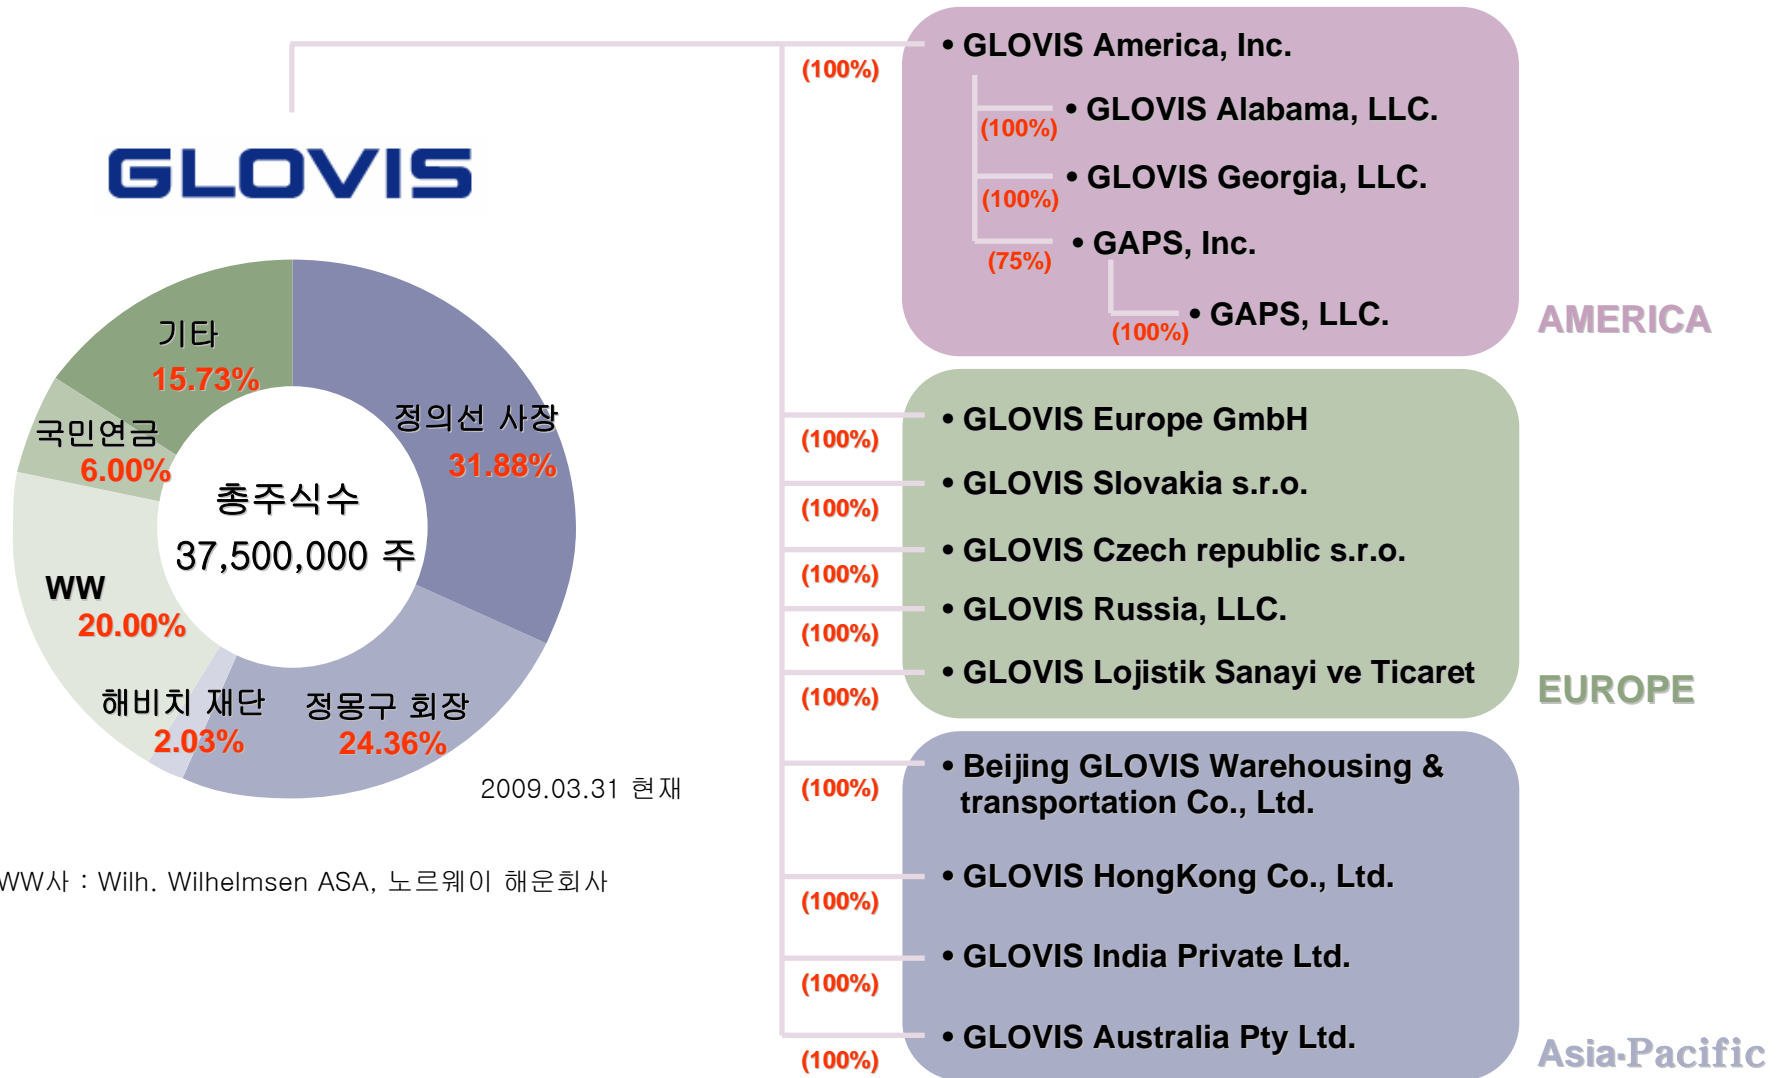 GLOVIS
기타
15.73%
국민연금
6.00%
정의선 사장
31.88%
총주식수
37,500,000 주
WW
20.00%
해비치 재단
2.03%
정몽구 회장
24.36%
2009.03.31 현재
WW사 : Wilh. Wilhelmsen ASA, 노르웨이 해운회사
(100%)
• GLOVIS America, Inc.
(100%)
• GLOVIS Alabama, LLC.
(100%)
• GLOVIS Georgia, LLC.
(75%)
• GAPS, Inc.
(100%)
• GAPS, LLC.
AMERICA
(100%)
• GLOVIS Europe GmbH
(100%)
• GLOVIS Slovakia s.r.o.
(100%)
• GLOVIS Czech republic s.r.o.
(100%)
• GLOVIS Russia, LLC.
(100%)
• GLOVIS Lojistik Sanayi ve Ticaret
EUROPE
(100%)
• Beijing GLOVIS Warehousing &
transportation Co., Ltd.
(100%)
• GLOVIS HongKong Co., Ltd.
(100%)
• GLOVIS India Private Ltd.
(100%)
• GLOVIS Australia Pty Ltd.
Asia·Pacific